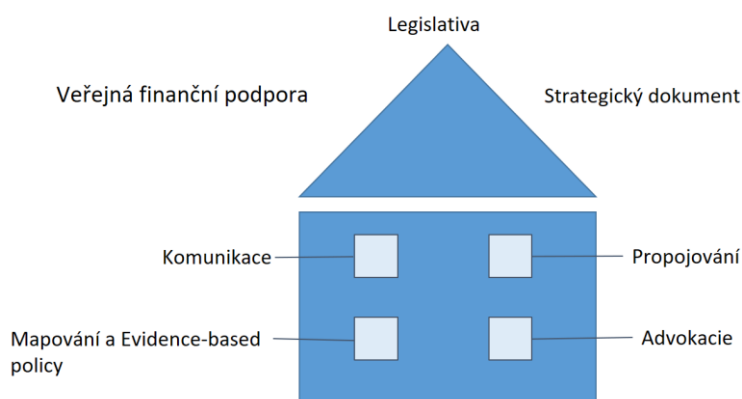 Legislativa
Veřejná finanční podpora
Strategický dokument
Komunikace
Propojování
Mapování a Evidence-based
policy
Advokacie